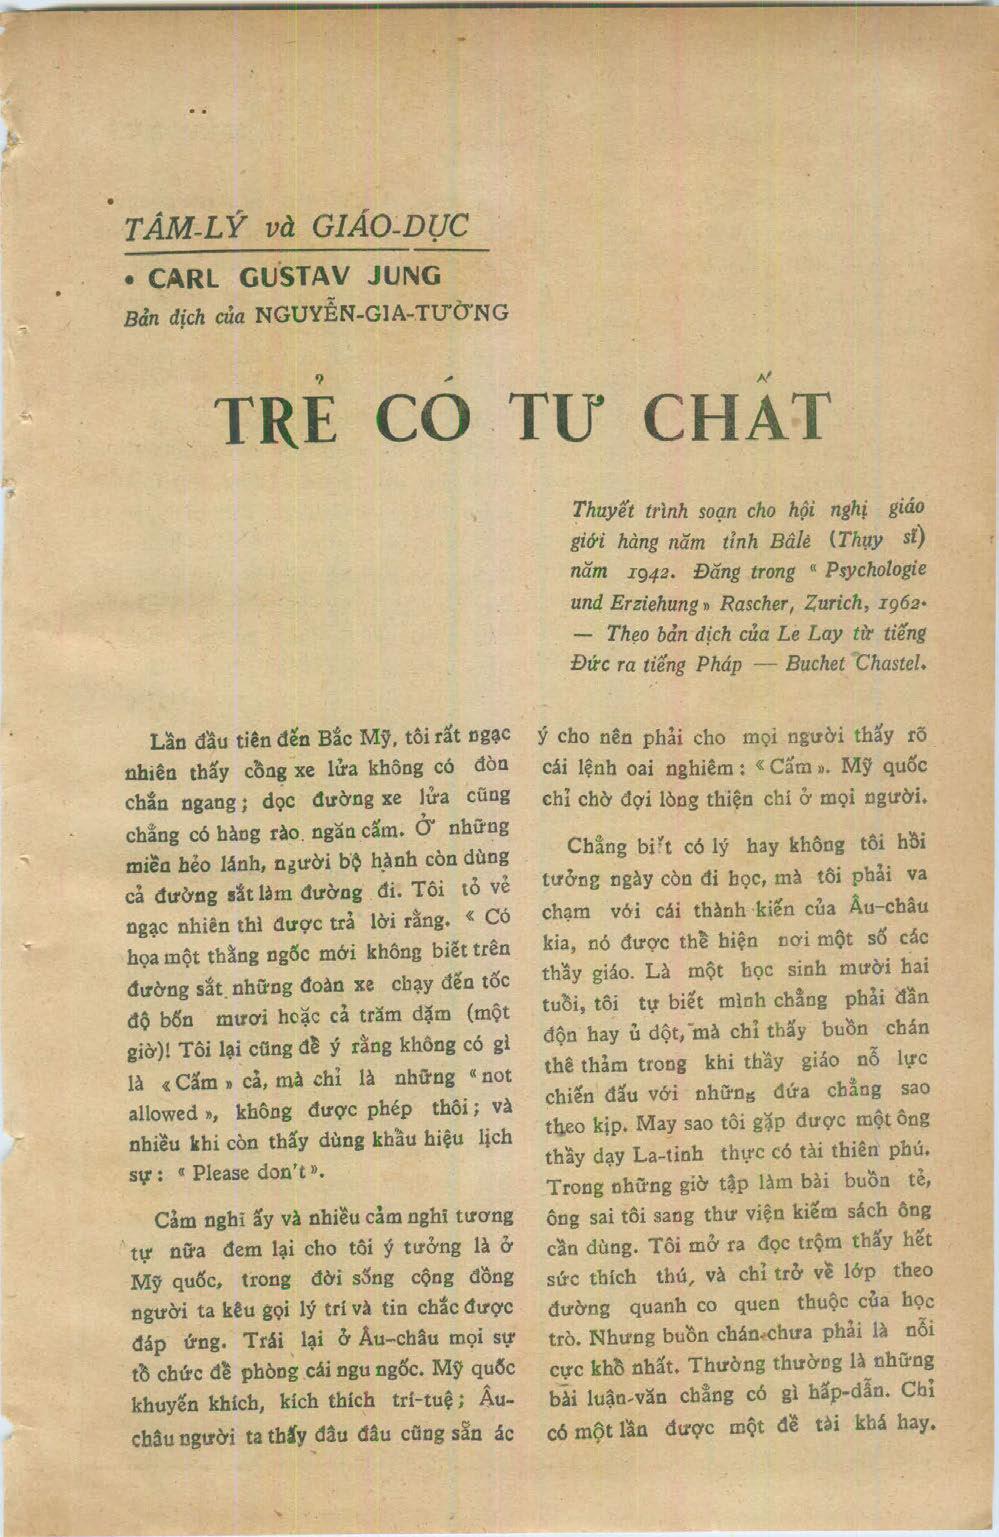 TÂM-LÝ và GIÁO-DỤC
• CARL GUSTAV JUNG
Bản dịch của NGUYỄN-GIA-TƯỜNG
TRẺ CÓ TƯ CHẤT
Thuyết trình soạn cho hội nghị giáo
giới hàng năm tỉnh Bâle (Thụy sĩ)
năm 1942. Đăng trong « Psychologie
und Erziehung » Rascher, Zurich, 1962.
— Theo bản dịch của Le Lay từ tiếng
Đức ra tiếng Pháp — Buchet Chastel.
Lần đầu tiên đến Bắc Mỹ, tôi rất ngạc
nhiên thấy cổng xe lửa không có đòn
chắn ngang ; dọc đường xe lửa cũng
chẳng có hàng rào ngăn cấm. Ở những
miền hẻo lánh, người bộ hành còn dùng
cả đường sắt làm đường đi. Tôi tỏ vẻ
ngạc nhiên thì được trả lời rằng. « Có
họa một thằng ngốc mới không biết trên
đường sắt những đoàn xe chạy đến tốc
độ bốn mươi hoặc cả trăm dặm (một
giờ)! Tôi lại cũng để ý rằng không có gì
là « Cấm » cả, mà chỉ là những « not
allowed », không được phép thôi ; và
nhiều khi còn thấy dùng khẩu hiệu lịch
sự : « Please don't ».
Cảm nghĩ ấy và nhiều cảm nghĩ tương
tự nữa đem lại cho tôi ý tưởng là ở
Mỹ quốc, trong đời sống cộng đồng
người ta kêu gọi lý trí và tin chắc được
đáp ứng. Trái lại ở Âu-châu mọi sự
tổ chức để phòng cái ngu ngốc. Mỹ quốc
khuyến khích, kích thích trí-tuệ ; Âu-
châu người ta thấy đâu đâu cũng sẵn ác
ý cho nên phải cho mọi người thấy rõ
cái lệnh oai nghiêm : « Cấm ». Mỹ quốc
chỉ chờ đợi lòng thiện chí ở mọi người.
Chẳng biết có lý hay không tôi hồi
tưởng ngày còn đi học, mà tôi phải va
chạm với cái thành kiến của Âu-châu
kia, nó được thể hiện nơi một số các
thầy giáo. Là một học sinh mười hai
tuổi, tôi tự biết mình chẳng phải đần
độn hay ủ dột, mà chỉ thấy buồn chán
thê thảm trong khi thầy giáo nỗ lực
chiến đấu với những đứa chẳng sao
theo kịp. May sao tôi gặp được một ông
thầy dạy La-tinh thực có tài thiên phú.
Trong những giờ tập làm bài buồn tẻ,
ông sai tôi sang thư viện kiếm sách ông
cần dùng. Tôi mở ra đọc trộm thấy hết
sức thích thú, và chỉ trở về lớp theo
đường quanh co quen thuộc của học
trò. Nhưng buồn chán chưa phải là nỗi
cực khổ nhất. Thường thường là những
bài luận-văn chẳng có gì hấp-dẫn. Chỉ
có một lần được một đề tài khá hay.